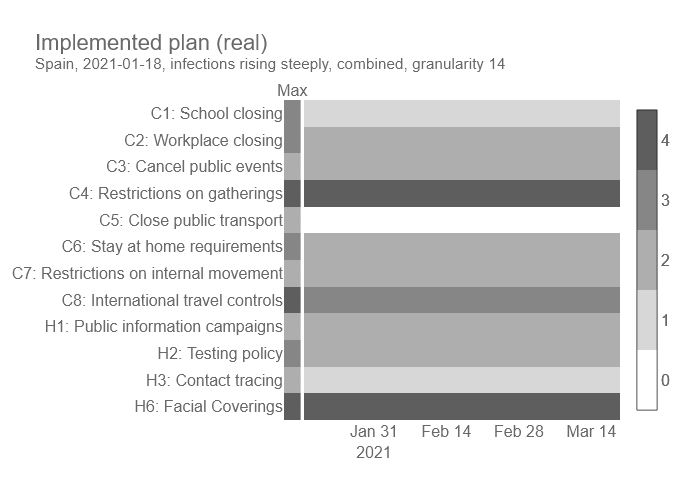 Implemented plan (real)
Spain, 2021-01-18, infections rising steeply, combined, granularity 14
Max
C1: School closing
C2: Workplace closing
C3: Cancel public events
C4: Restrictions on gatherings
C5: Close public transport
C6: Stay at home requirements
C7: Restrictions on internal movement
C8: International travel controls
H1: Public information campaigns
H2: Testing policy
H3: Contact tracing
H6: Facial Coverings
4
3
2
1
0
Jan 31 Feb 14 Feb 28 Mar 14
2021